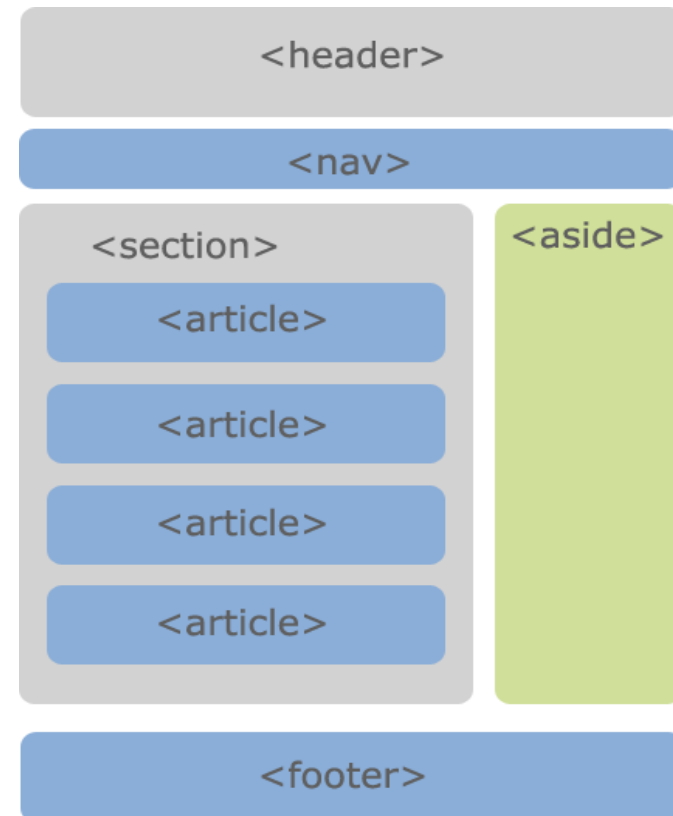 <header>
<nav>
<section>
<article>
<article>
<article>
<article>
<aside>
<footer>